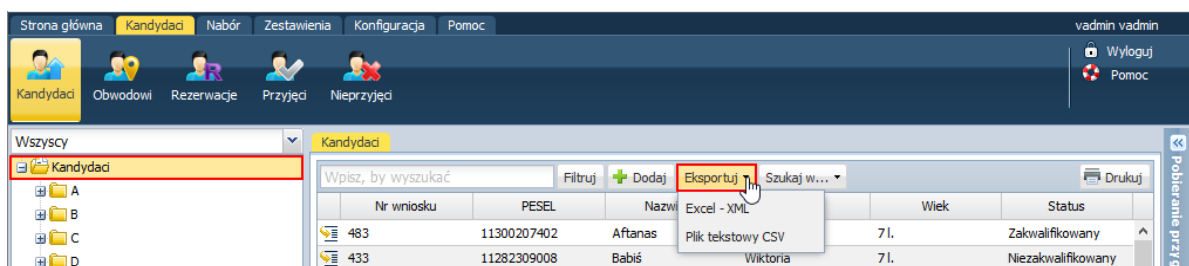 Strona główna Kandydaci Nabór Zestawienia Konfiguracja Pomoc vadmin vadmin
Wyloguj
Pomoc
Kandydaci Obwodowi Rezerwacje Przyjęci Nieprzyjęci
Wszyscy Kandydaci
Kandydaci
Wpisz, by wyszukać Filtruj Dodaj Eksportuj Szukaj w... Drukuj
A
Nr wniosku PESEL Nazwi Excel - XML Wiek Status
B
C
483 11300207402 Aftanas Plik tekstowy CSV 7 l. Zakwalifikowany
D
433 11282309008 Babiś Wiktoria 7 l. Niezakwalifikowany
Pobieranie